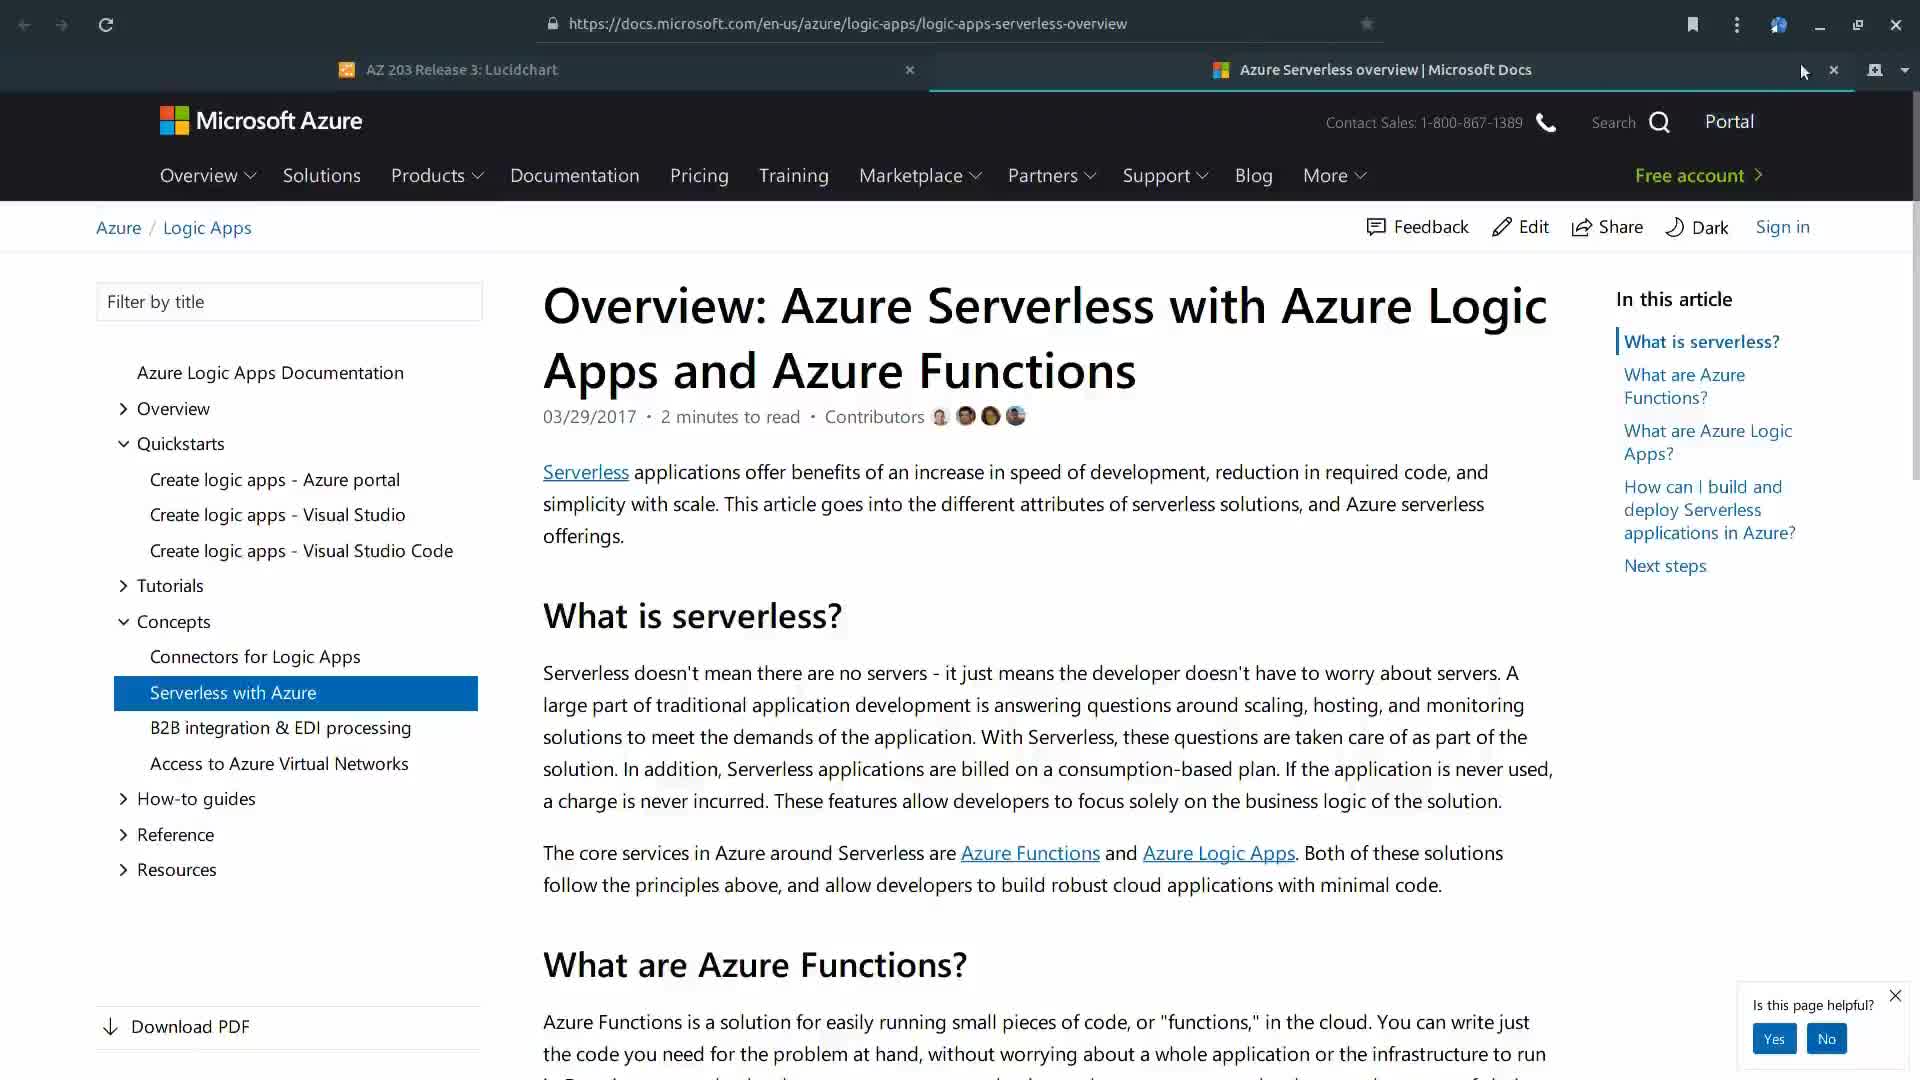 https://docs.microsoft.com/en-us/azure/logic-apps/logic-apps-serverless-overview
AZ 203 Release 3: Lucidchart
Azure Serverless overview | Microsoft Docs
Microsoft Azure
Contact Sales: 1-800-867-1389
Search
Portal
Overview
Solutions
Products
Documentation
Pricing
Training
Marketplace
Partners
Support
Blog
More
Free account
Azure / Logic Apps
Feedback
Edit
Share
Dark
Sign in
Filter by title
Azure Logic Apps Documentation
Overview
Quickstarts
Create logic apps - Azure portal
Create logic apps - Visual Studio
Create logic apps - Visual Studio Code
Tutorials
Concepts
Connectors for Logic Apps
Serverless with Azure
B2B integration & EDI processing
Access to Azure Virtual Networks
How-to guides
Reference
Resources
Download PDF
Overview: Azure Serverless with Azure Logic
Apps and Azure Functions
03/29/2017 • 2 minutes to read • Contributors
Serverless applications offer benefits of an increase in speed of development, reduction in required code, and
simplicity with scale. This article goes into the different attributes of serverless solutions, and Azure serverless
offerings.
What is serverless?
Serverless doesn't mean there are no servers - it just means the developer doesn't have to worry about servers. A
large part of traditional application development is answering questions around scaling, hosting, and monitoring
solutions to meet the demands of the application. With Serverless, these questions are taken care of as part of the
solution. In addition, Serverless applications are billed on a consumption-based plan. If the application is never used,
a charge is never incurred. These features allow developers to focus solely on the business logic of the solution.
The core services in Azure around Serverless are Azure Functions and Azure Logic Apps. Both of these solutions
follow the principles above, and allow developers to build robust cloud applications with minimal code.
What are Azure Functions?
Azure Functions is a solution for easily running small pieces of code, or "functions," in the cloud. You can write just
the code you need for the problem at hand, without worrying about a whole application or the infrastructure to run
In this article
What is serverless?
What are Azure
Functions?
What are Azure Logic
Apps?
How can I build and
deploy Serverless
applications in Azure?
Next steps
Is this page helpful?
Yes
No